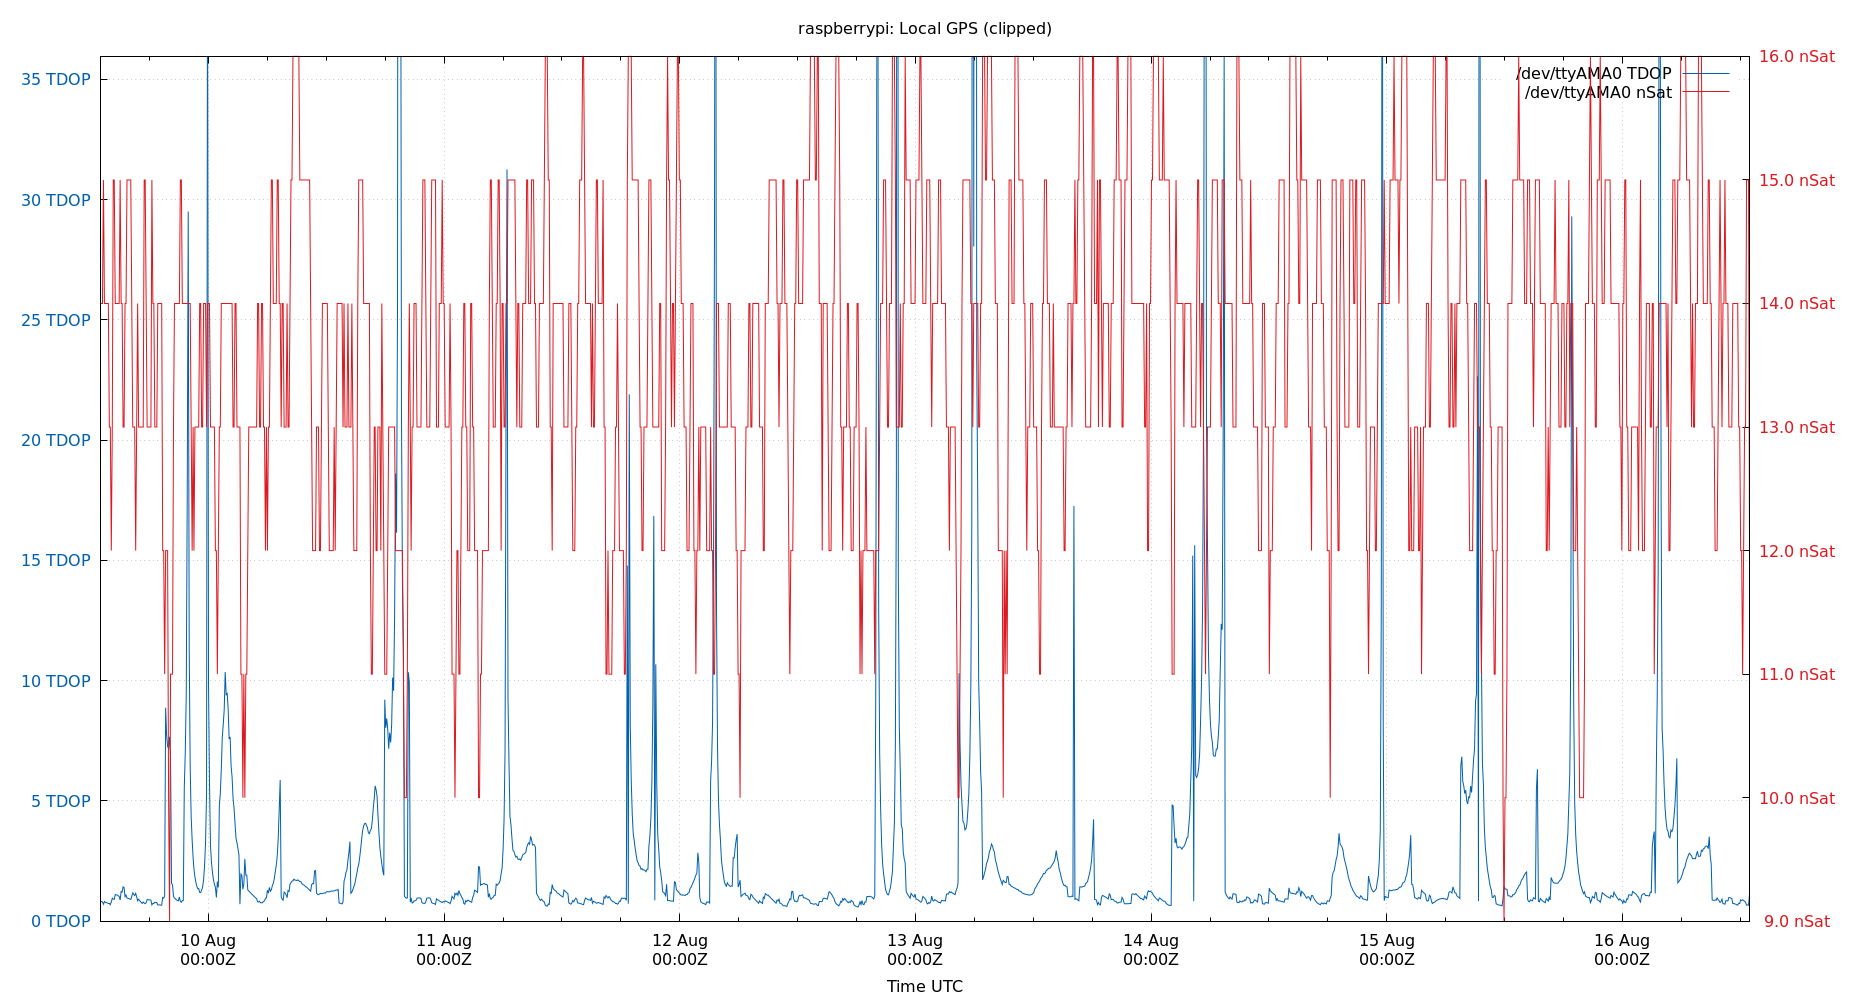 raspberrypi: Local GPS (clipped)
35 TDOP
30 TDOP
25 TDOP
20 TDOP
15 TDOP
10 TDOP
5 TDOP
0 TDOP
16.0 nSat
15.0 nSat
14.0 nSat
13.0 nSat
12.0 nSat
11.0 nSat
10.0 nSat
9.0 nSat
/dev/ttyAMA0 TDOP
/dev/ttyAMA0 nSat
10 Aug
00:00Z
11 Aug
00:00Z
12 Aug
00:00Z
13 Aug
00:00Z
14 Aug
00:00Z
15 Aug
00:00Z
16 Aug
00:00Z
Time UTC